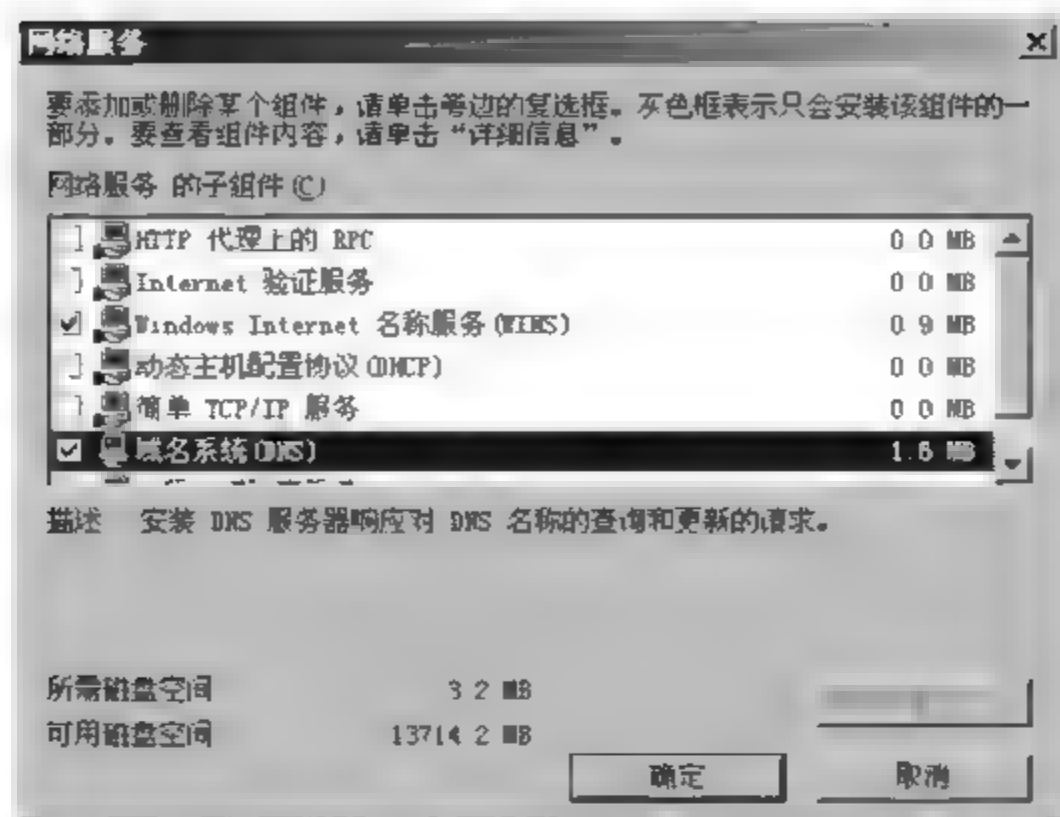 网络服务
要添加或删除某个组件，请单击旁边的复选框。灰色框表示只会安装该组件的一
部分。要查看组件内容，请单击“详细信息”。
网络服务 的子组件(C)
HTTP 代理上的 RPC 0 0 MB
Internet 验证服务 0 0 MB
Windows Internet 名称服务(WINS) 0 9 MB
动态主机配置协议(DHCP) 0 0 MB
简单 TCP/IP 服务 0 0 MB
域名系统(DNS) 1.6 MB
描述 安装 DNS 服务器响应对 DNS 名称的查询和更新的请求。
所需磁盘空间 3 2 MB
可用磁盘空间 13714 2 MB
确定 取消